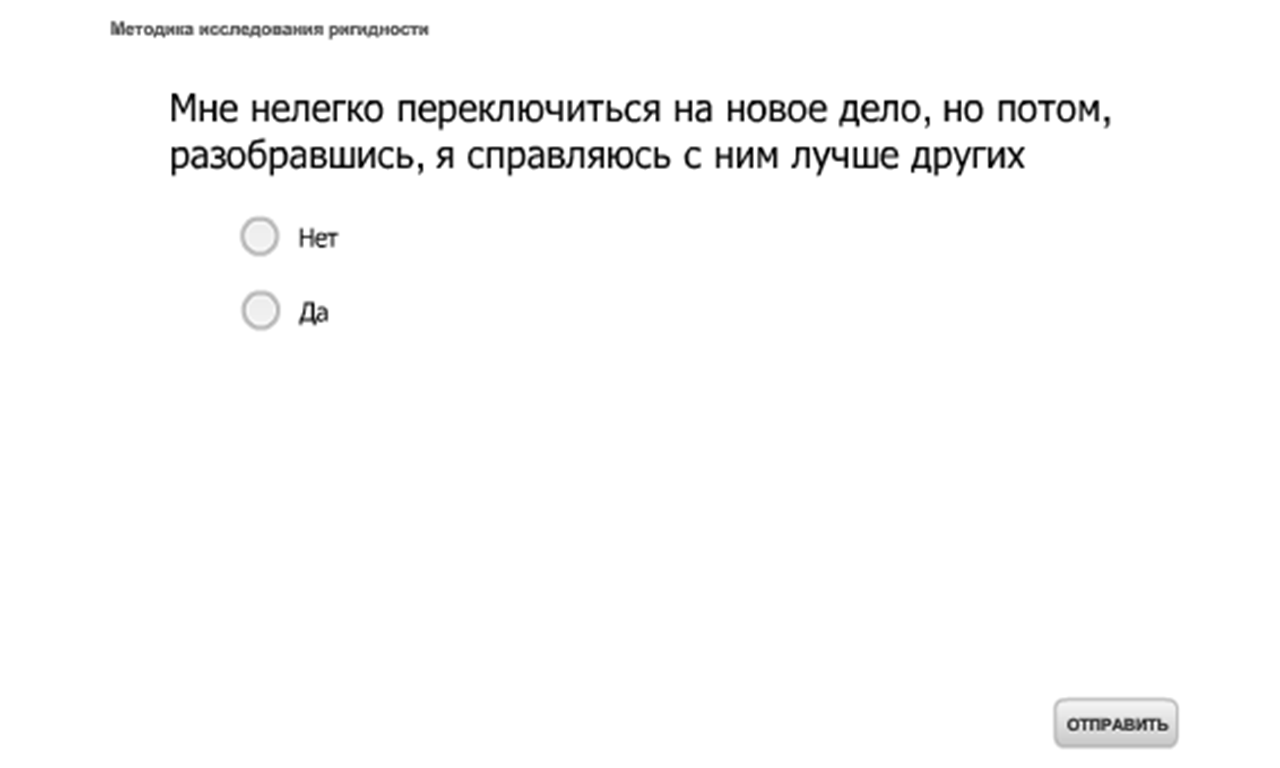 Методика исследования ригидности
Мне нелегко переключиться на новое дело, но потом,
разобравшись, я справляюсь с ним лучше других
Нет
Да
ОТПРАВИТЬ